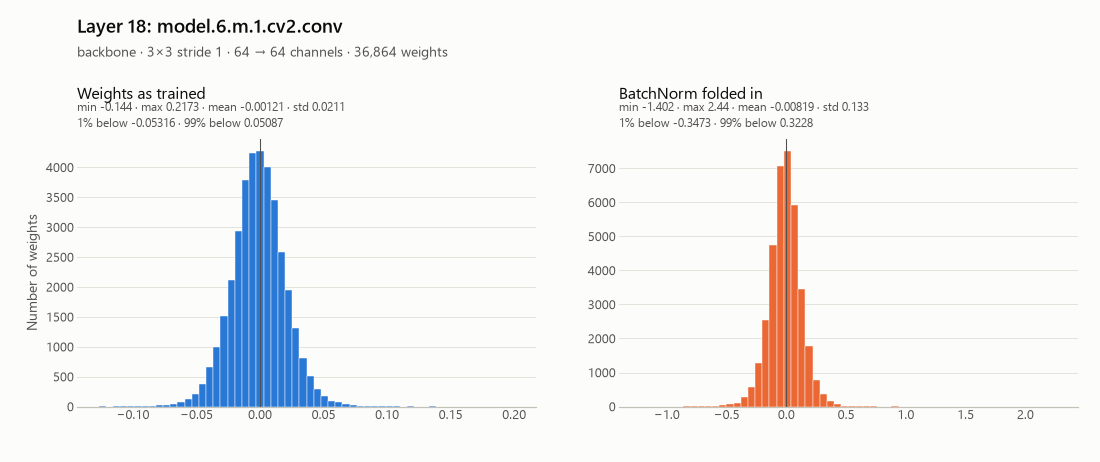 Layer 18: model.6.m.1.cv2.conv
backbone · 3×3 stride 1 · 64 → 64 channels · 36,864 weights
Weights as trained
min -0.144 · max 0.2173 · mean -0.00121 · std 0.0211
1% below -0.05316 · 99% below 0.05087
Number of weights
4000
3500
3000
2500
2000
1500
1000
500
0
−0.10 −0.05 0.00 0.05 0.10 0.15 0.20
BatchNorm folded in
min -1.402 · max 2.44 · mean -0.00819 · std 0.133
1% below -0.3473 · 99% below 0.3228
7000
6000
5000
4000
3000
2000
1000
0
−1.0 −0.5 0.0 0.5 1.0 1.5 2.0